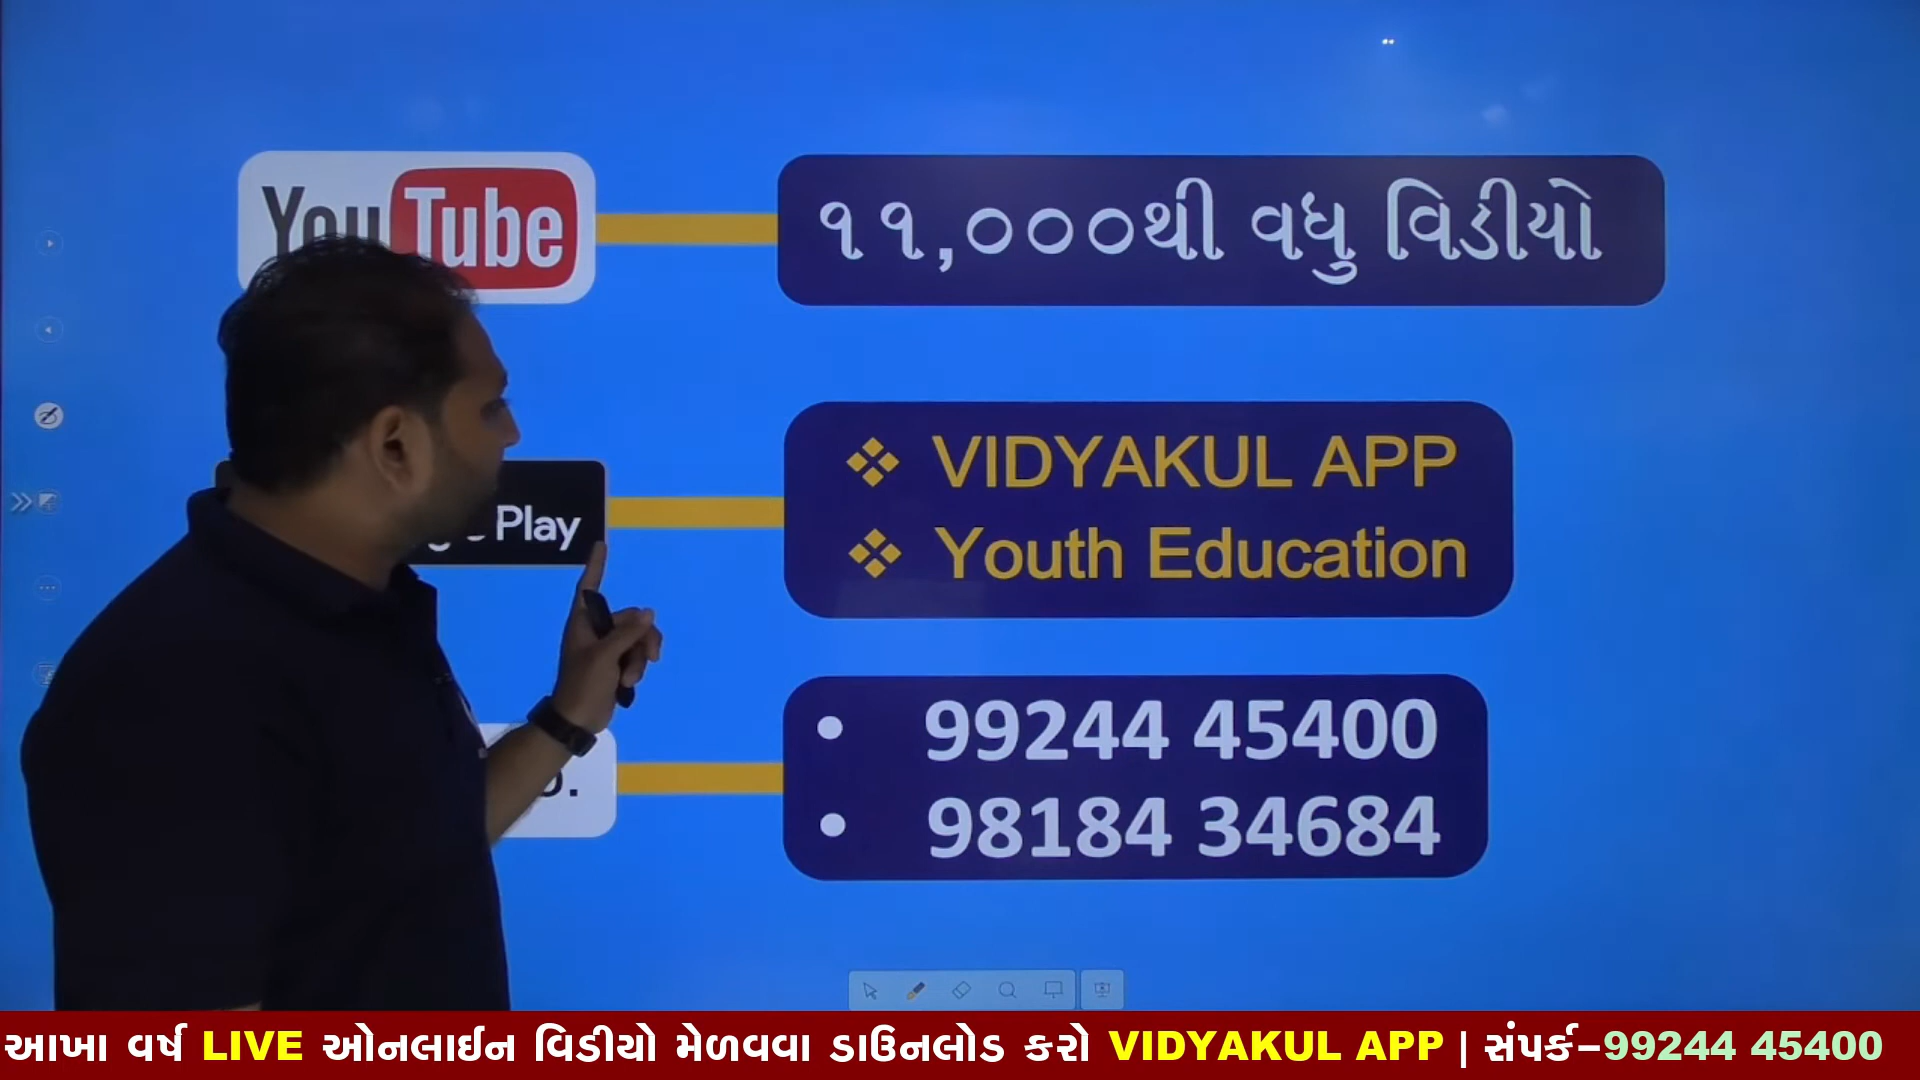 YouTube
૧૧,૦૦૦થી વધુ વિડીયો
Play
❖ VIDYAKUL APP
❖ Youth Education
• 99244 45400
• 98184 34684
આખા વર્ષ LIVE ઓનલાઈન વિડીયો મેળવવા ડાઉનલોડ કરો VIDYAKUL APP | સંપર્ક–99244 45400